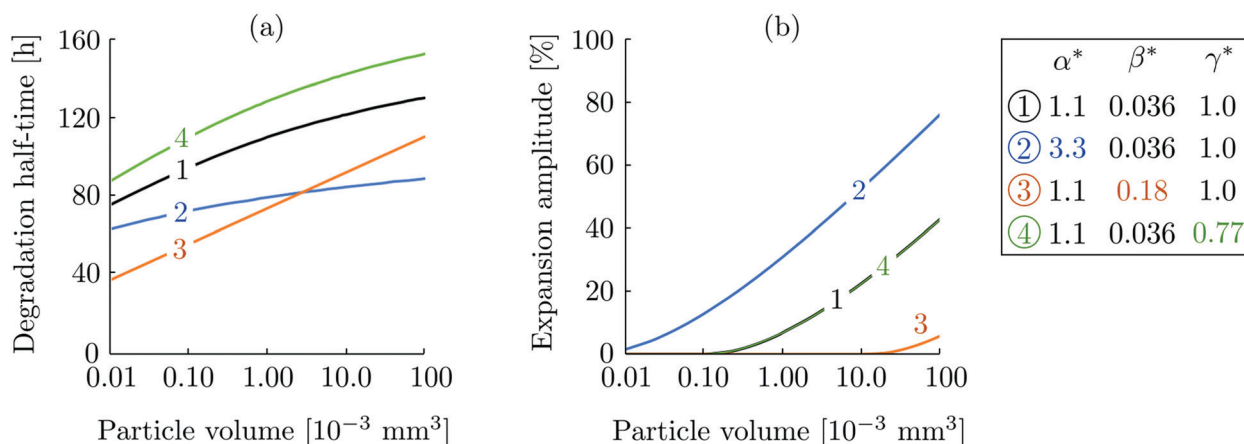 (a)
Degradation half-time [h]
160
120
80
40
0
4
1
2
3
0.01 0.10 1.00 10.0 100
Particle volume [10⁻³ mm³]
(b)
Expansion amplitude [%]
100
80
60
40
20
0
2
4
1
3
0.01 0.10 1.00 10.0 100
Particle volume [10⁻³ mm³]
α* β* γ*
① 1.1 0.036 1.0
② 3.3 0.036 1.0
③ 1.1 0.18 1.0
④ 1.1 0.036 0.77